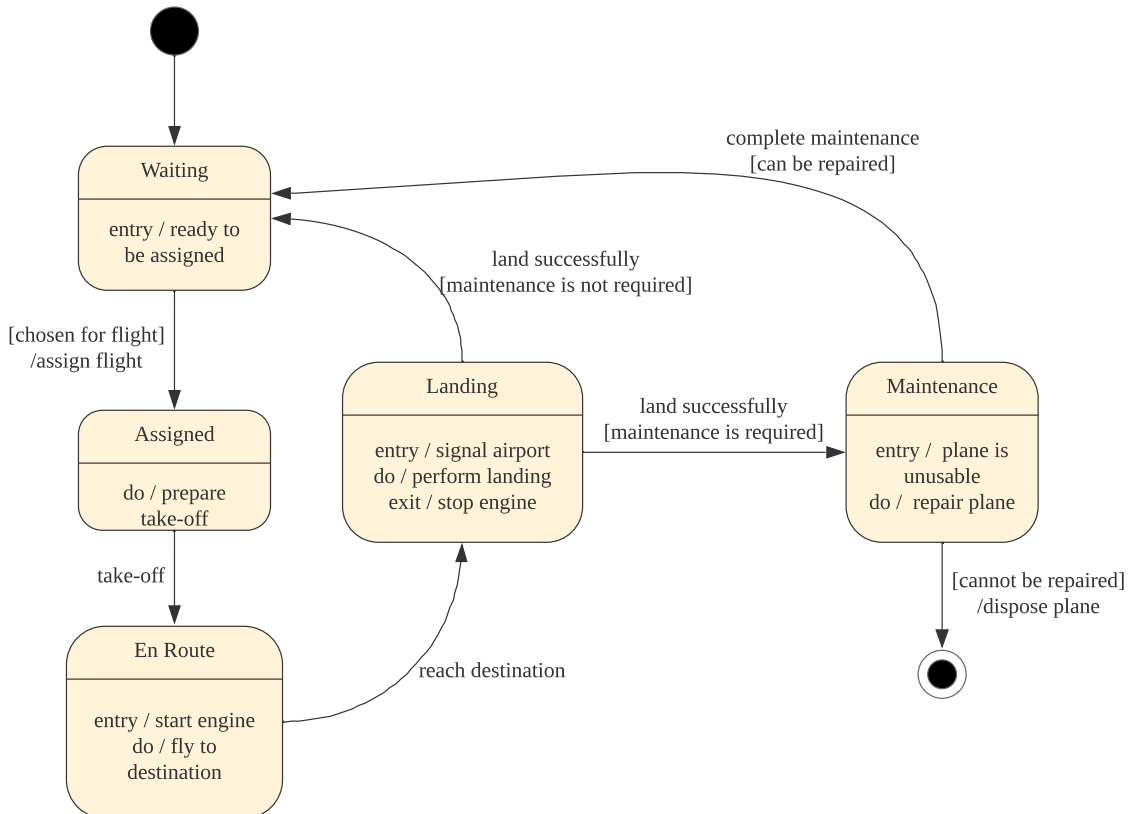 Waiting
entry / ready to
be assigned
complete maintenance
[can be repaired]
land successfully
[maintenance is not required]
[chosen for flight]
/assign flight
Assigned
do / prepare
take-off
Landing
entry / signal airport
do / perform landing
exit / stop engine
land successfully
[maintenance is required]
Maintenance
entry / plane is
unusable
do / repair plane
take-off
[cannot be repaired]
/dispose plane
En Route
entry / start engine
do / fly to
destination
reach destination